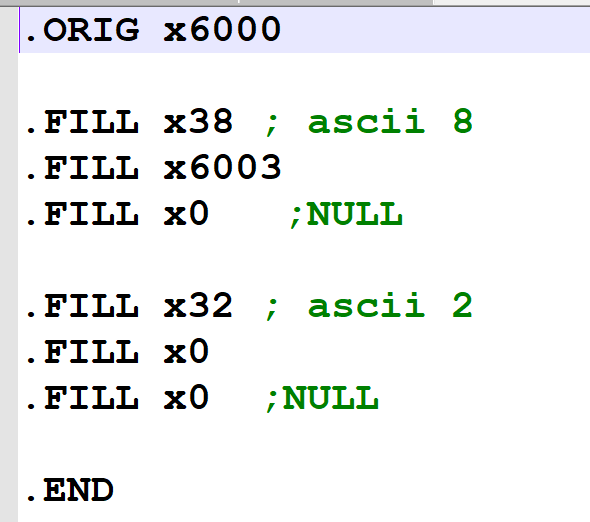 .ORIG x6000
.FILL x38 ; ascii 8
.FILL x6003
.FILL x0 ;NULL
.FILL x32 ; ascii 2
.FILL x0
.FILL x0 ;NULL
.END